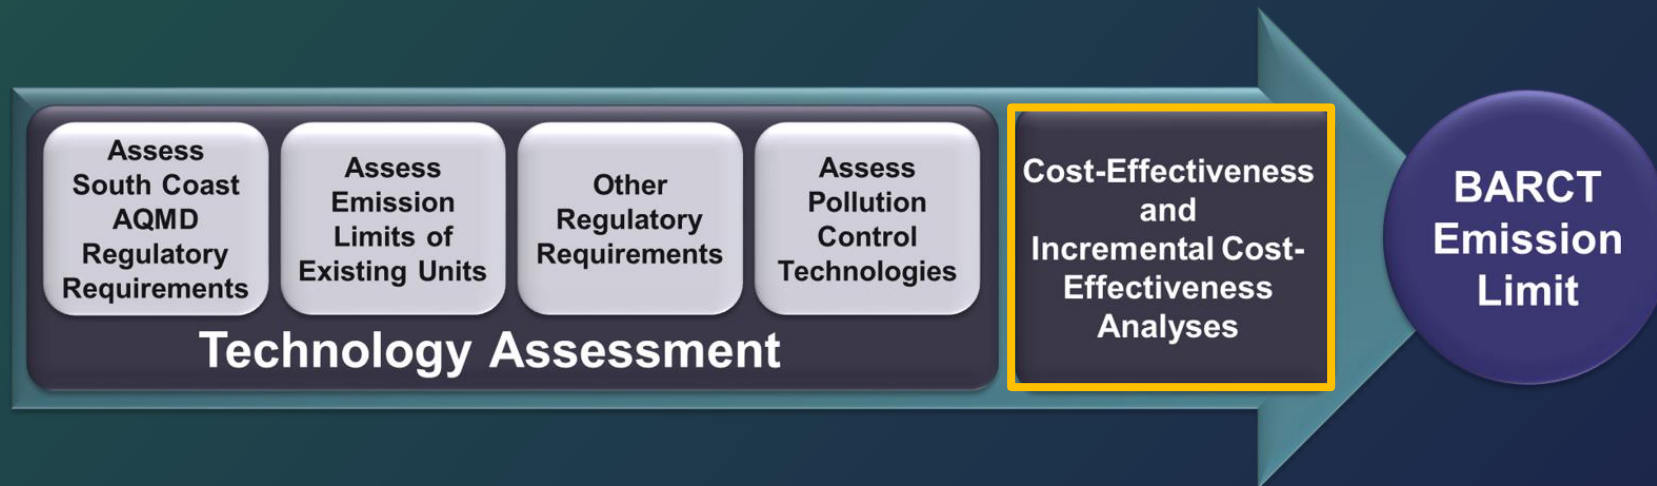 Assess
South Coast
AQMD
Regulatory
Requirements
Assess
Emission
Limits of
Existing Units
Other
Regulatory
Requirements
Assess
Pollution
Control
Technologies
Technology Assessment
Cost-Effectiveness
and
Incremental Cost-
Effectiveness
Analyses
BARCT
Emission
Limit